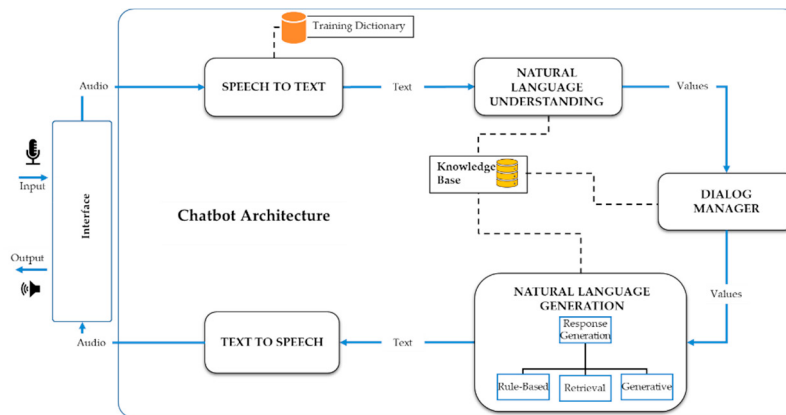 Training Dictionary
Audio
SPEECH TO TEXT
Text
NATURAL
LANGUAGE
UNDERSTANDING
Values
Input
Interface
Knowledge
Base
DIALOG
MANAGER
Chatbot Architecture
Output
Values
NATURAL LANGUAGE
GENERATION
Response
Generation
Rule-Based
Retrieval
Generative
Text
TEXT TO SPEECH
Audio